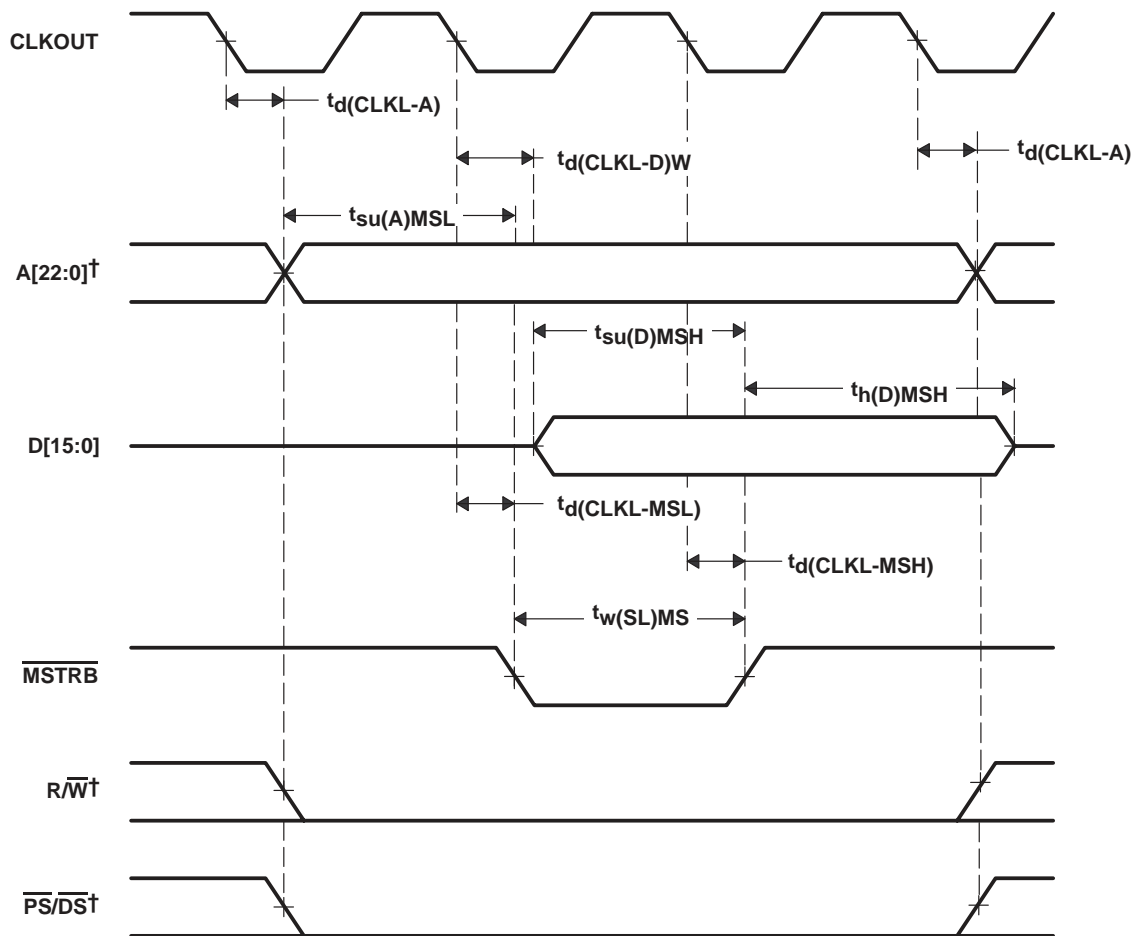 CLKOUT
td(CLKL-A)
td(CLKL-D)W
td(CLKL-A)
tsu(A)MSL
A[22:0]†
tsu(D)MSH
th(D)MSH
D[15:0]
td(CLKL-MSL)
td(CLKL-MSH)
tw(SL)MS
MSTRB
R/W†
PS/DS†